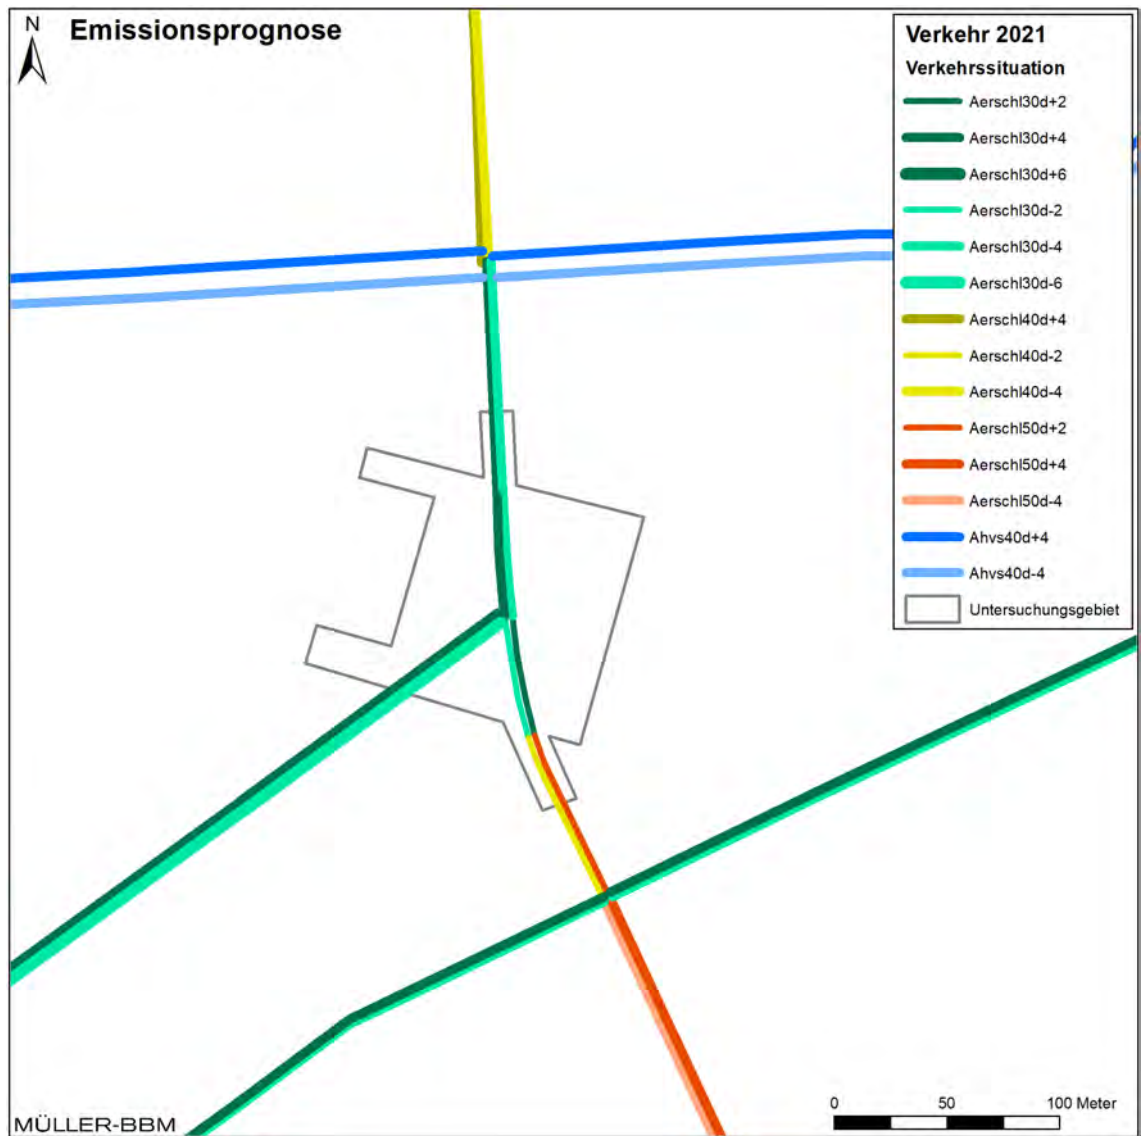 N
Emissionsprognose
Verkehr 2021
Verkehrssituation
Aerschl30d+2
Aerschl30d+4
Aerschl30d+6
Aerschl30d-2
Aerschl30d-4
Aerschl30d-6
Aerschl40d+4
Aerschl40d-2
Aerschl40d-4
Aerschl50d+2
Aerschl50d+4
Aerschl50d-4
Ahvs40d+4
Ahvs40d-4
Untersuchungsgebiet
0 50 100 Meter
MÜLLER-BBM